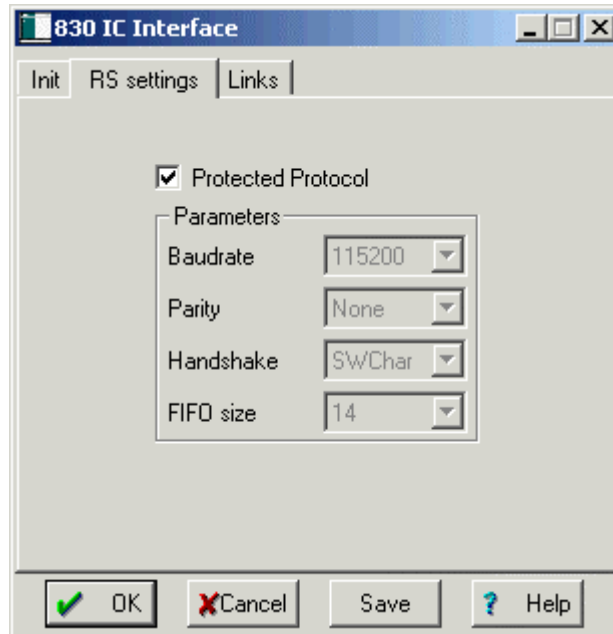 830 IC Interface
Init RS settings Links
Protected Protocol
Parameters
Baudrate 115200
Parity None
Handshake SWChar
FIFO size 14
OK Cancel Save ? Help